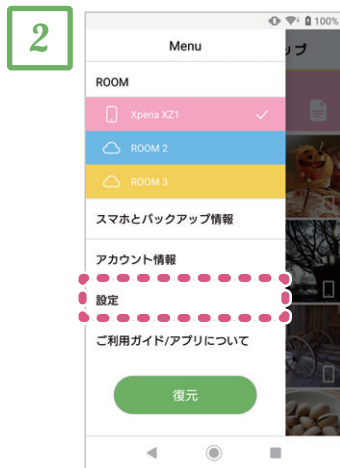 2
100%
Menu
ップ
ROOM
Xperia XZ1
ROOM 2
ROOM 3
スマホとバックアップ情報
アカウント情報
設定
ご利用ガイド/アプリについて
復元